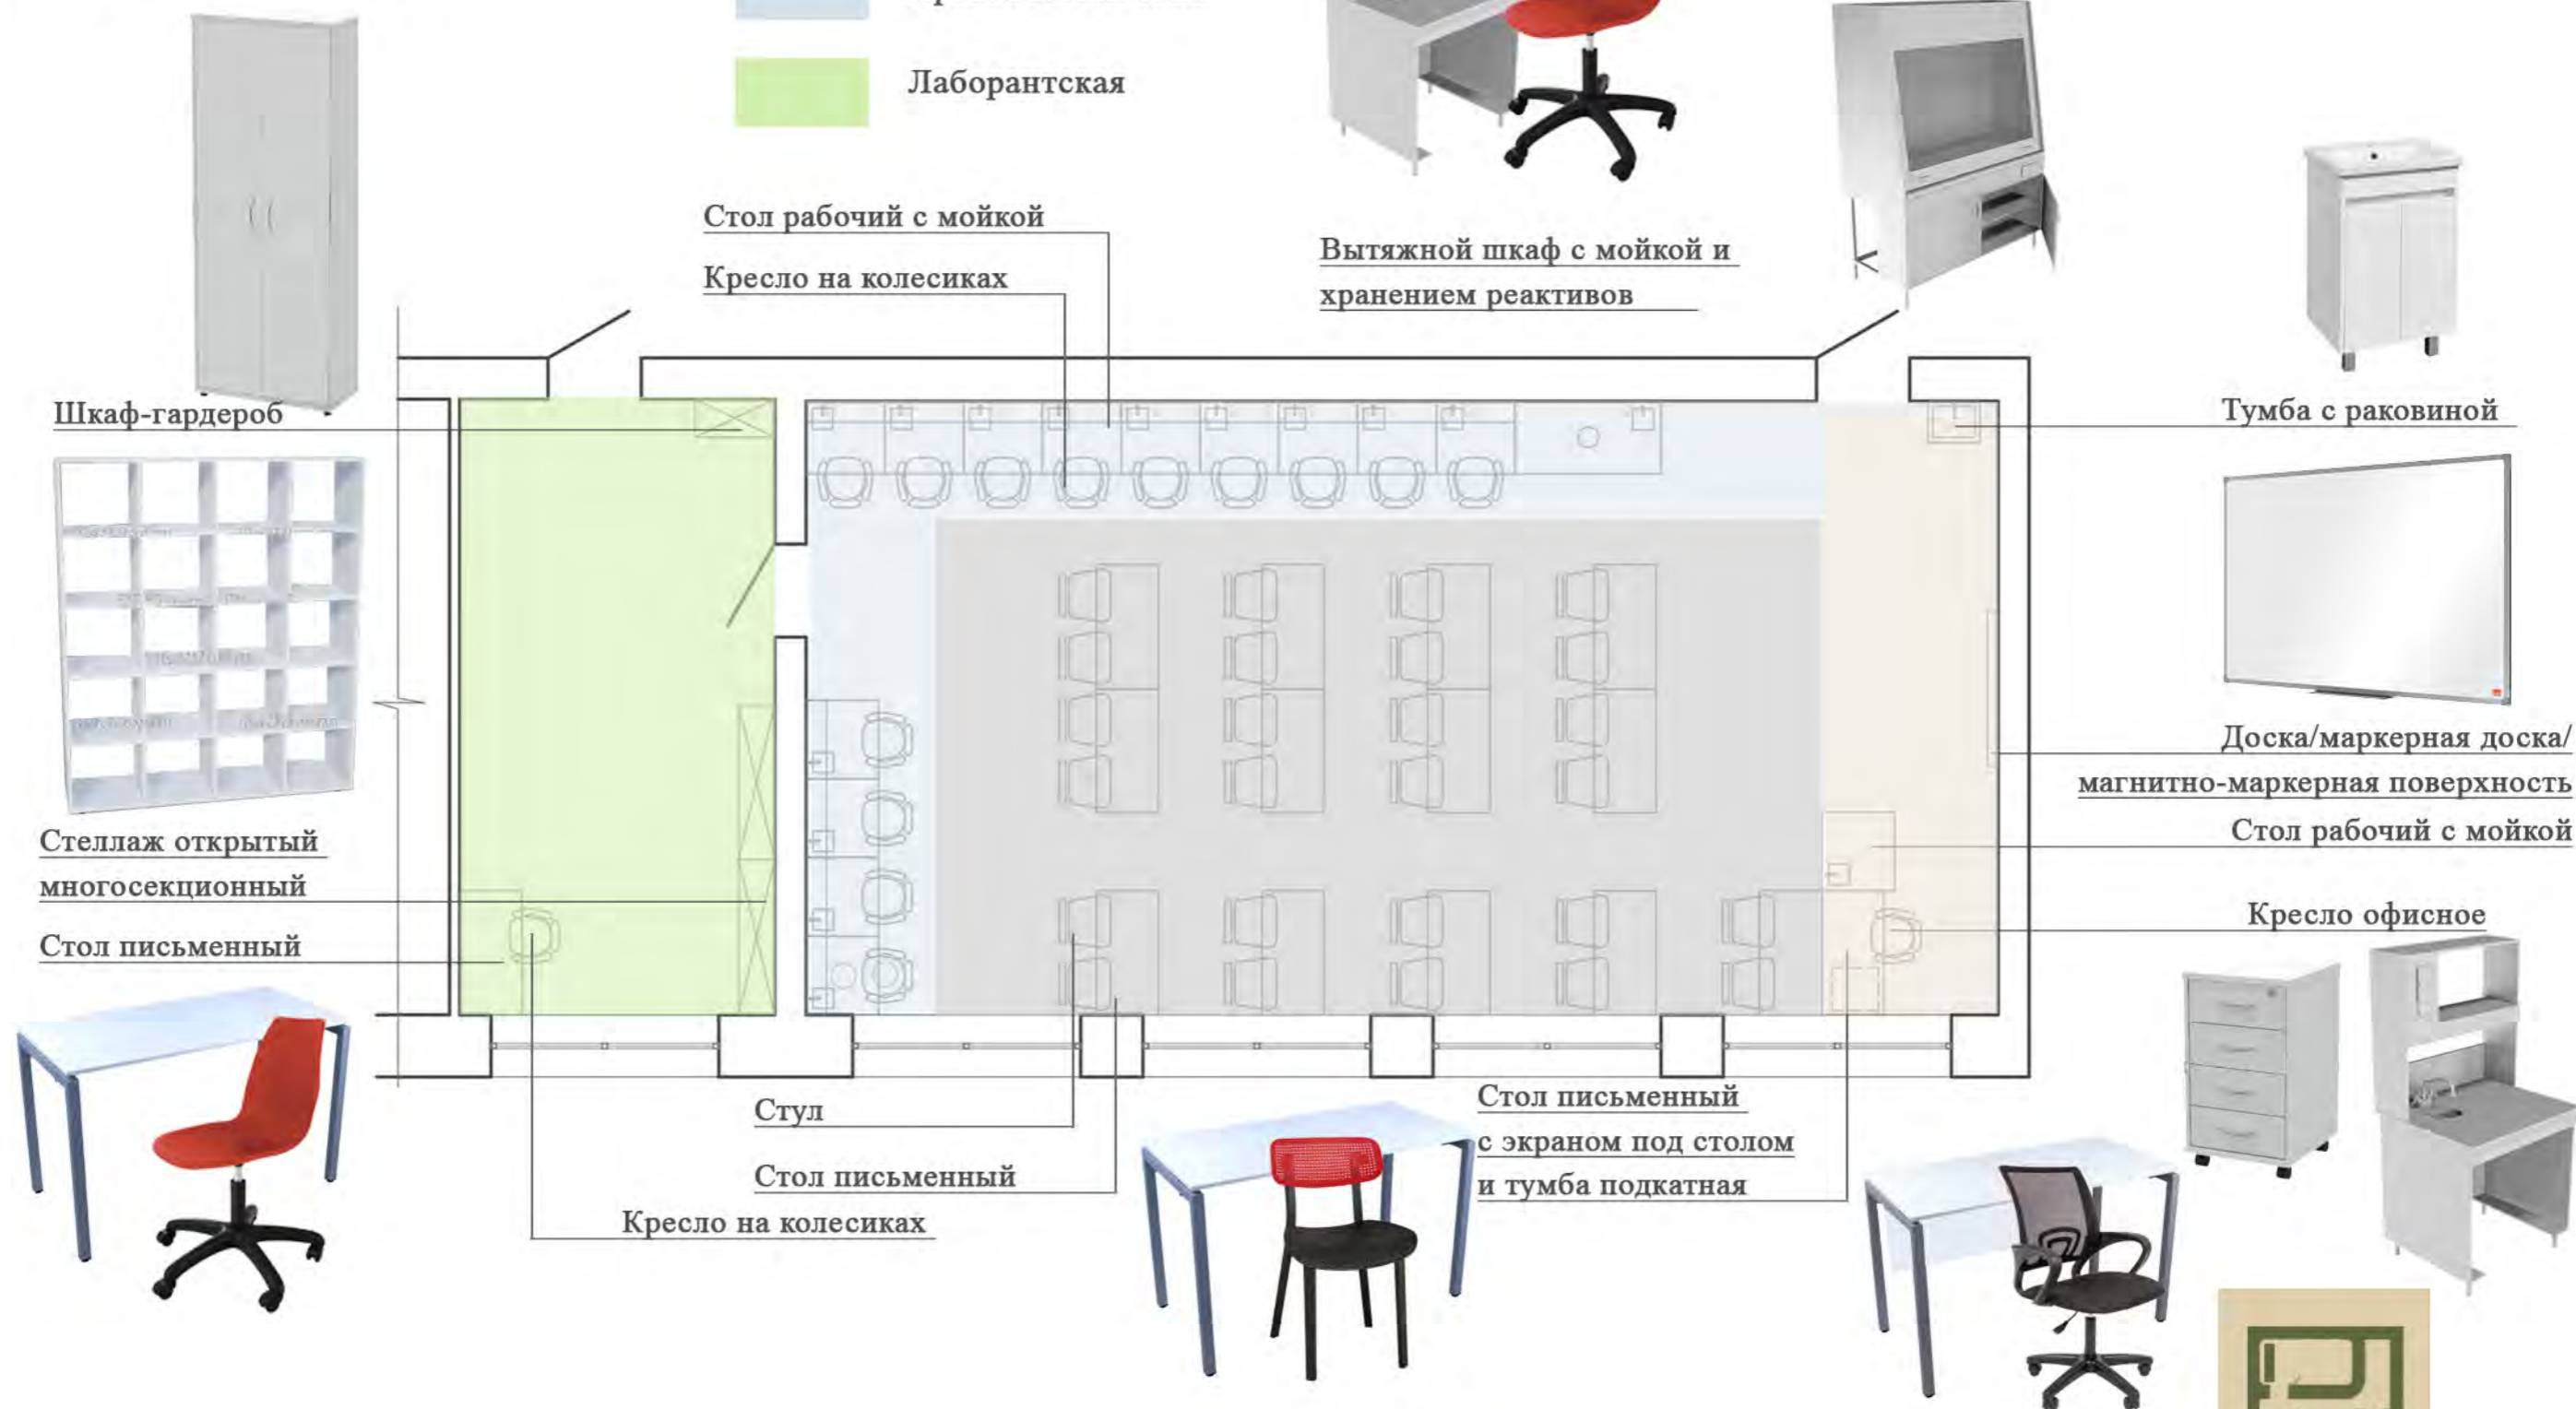 Лаборантская
Стол рабочий с мойкой
Кресло на колесиках
Вытяжной шкаф с мойкой и
хранением реактивов
Шкаф-гардероб
Тумба с раковиной
Доска/маркерная доска/
магнитно-маркерная поверхность
Стол рабочий с мойкой
Кресло офисное
Стеллаж открытый
многосекционный
Стол письменный
Стул
Стол письменный
Кресло на колесиках
Стол письменный
с экраном под столом
и тумба подкатная